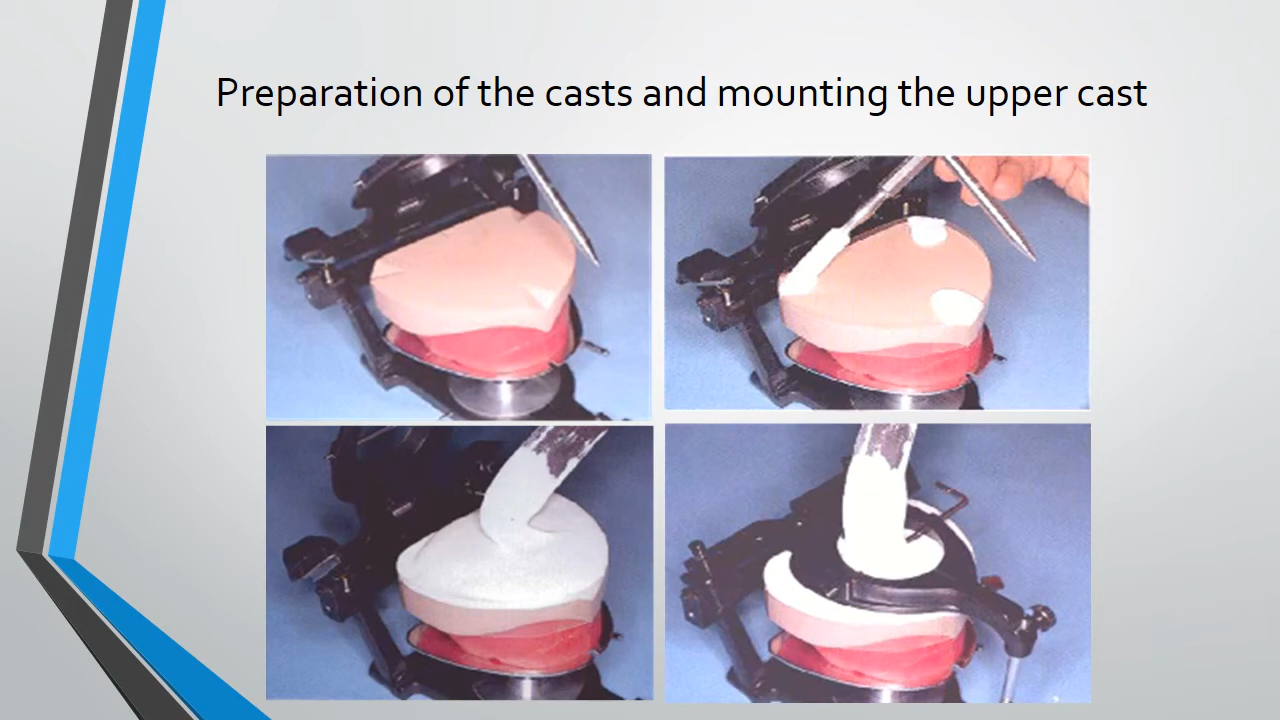 Preparation of the casts and mounting the upper cast